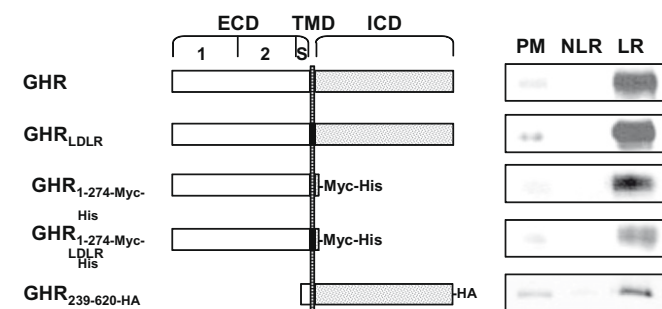 ECD TMD ICD
1 2 S
PM NLR LR
GHR
GHR LDLR
GHR 1-274-Myc-His
-Myc-His
GHR 1-274-Myc-LDLR His
-Myc-His
GHR 239-620-HA
-HA